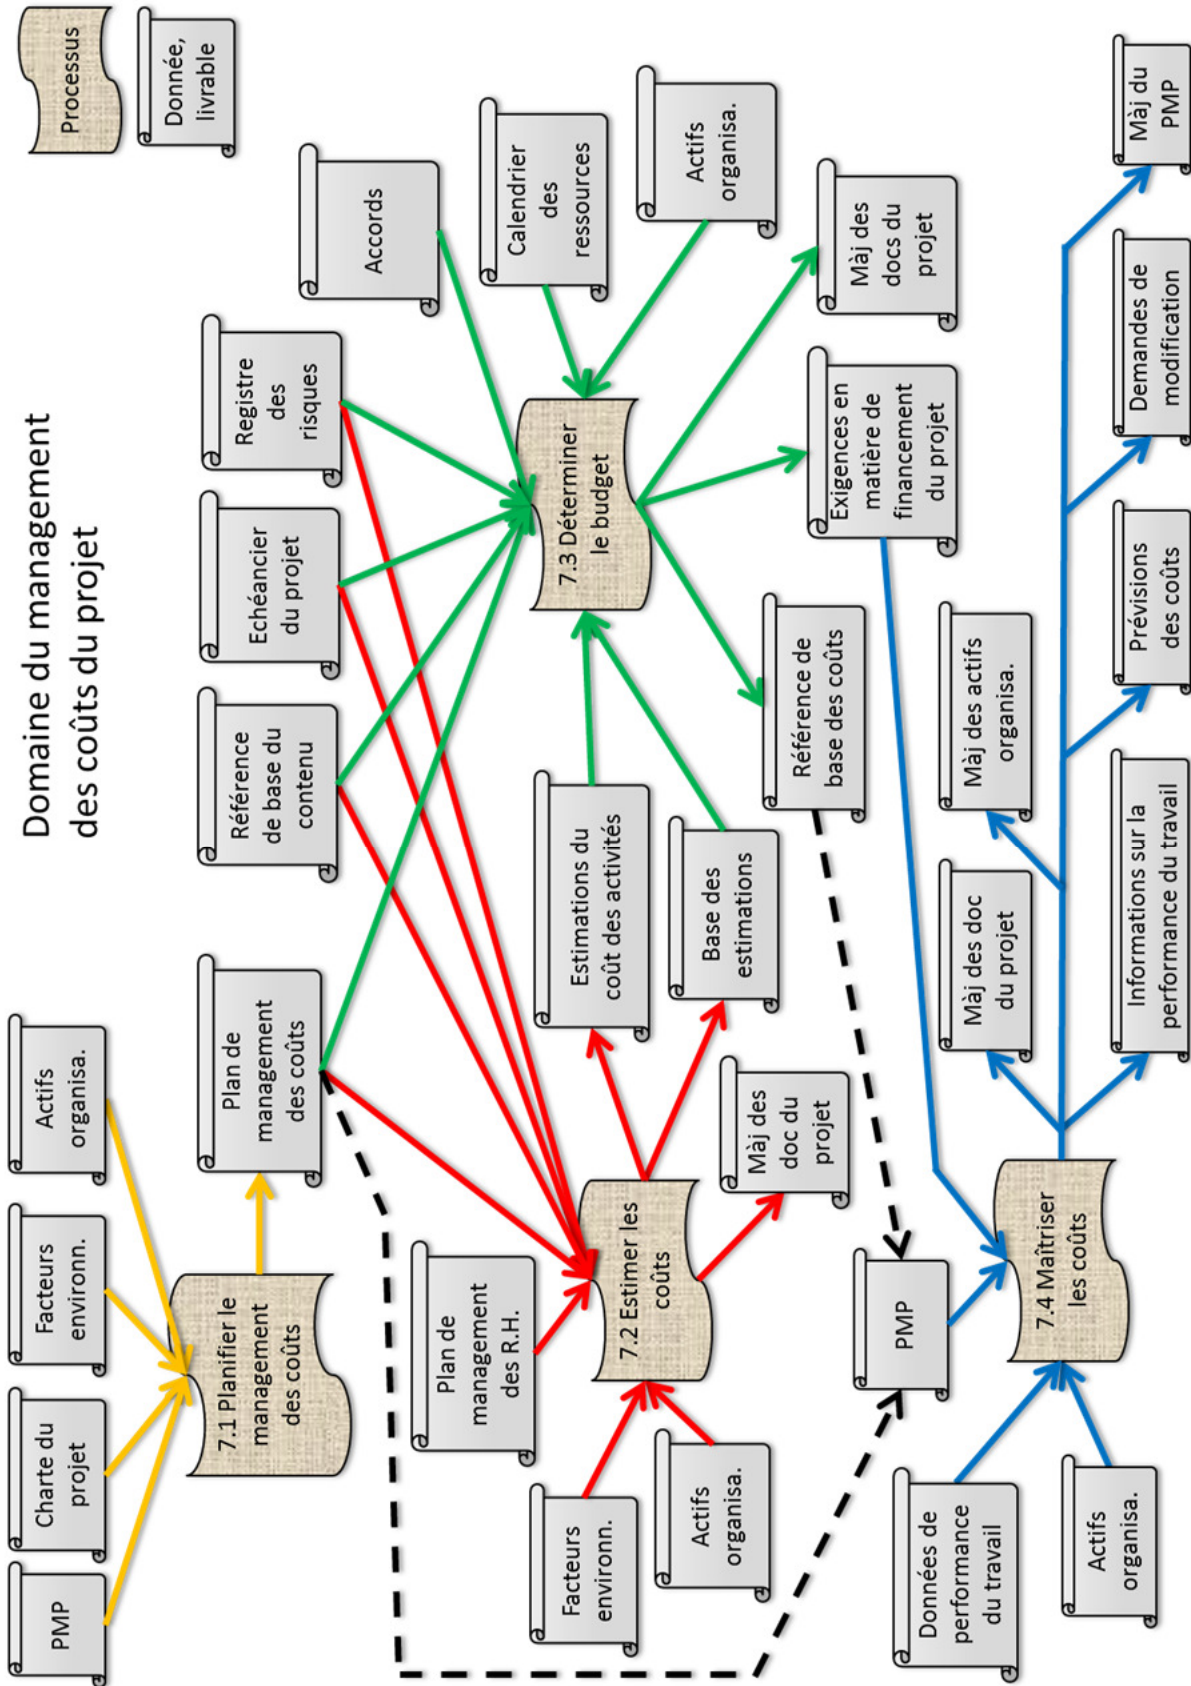 Domaine du management
des coûts du projet
Processus
Donnée,
livrable
PMP
Charte du
projet
Facteurs
environn.
Actifs
organisa.
7.1 Planifier le
management
des coûts
Plan de
management
des coûts
Référence
de base du
contenu
Echéancier
du projet
Registre
des
risques
Accords
Calendrier
des
ressources
Actifs
organisa.
Plan de
management
des R.H.
Facteurs
environn.
Actifs
organisa.
7.2 Estimer les
coûts
Estimations du
coût des activités
Base des
estimations
Màj des
doc du
projet
7.3 Déterminer
le budget
Référence de
base des coûts
Exigences en
matière de
financement
du projet
Màj des
docs du
projet
PMP
Données de
performance
du travail
Actifs
organisa.
7.4 Maîtriser
les coûts
Màj des doc
du projet
Màj des actifs
organisa.
Informations sur la
performance du travail
Prévisions
des coûts
Demandes de
modification
Màj du
PMP